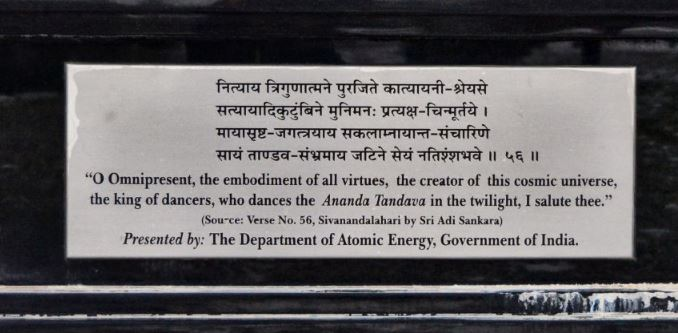 नित्याय त्रिगुणात्मने पुरजिते कात्यायनी-श्रेयसे
सत्यायादिकुटुंबिने मुनिमनः प्रत्यक्ष-चिन्मूर्तये ।
मायासृष्ट-जगत्त्रयाय सकलाम्नायान्त-संचारिणे
सायं ताण्डव-संभ्रमाय जटिने सेयं नतिश्शंभवे ॥ ५६ ॥
“O Omnipresent, the embodiment of all virtues, the creator of this cosmic universe,
the king of dancers, who dances the Ananda Tandava in the twilight, I salute thee.”
(Source: Verse No. 56, Sivanandalahari by Sri Adi Sankara)
Presented by: The Department of Atomic Energy, Government of India.